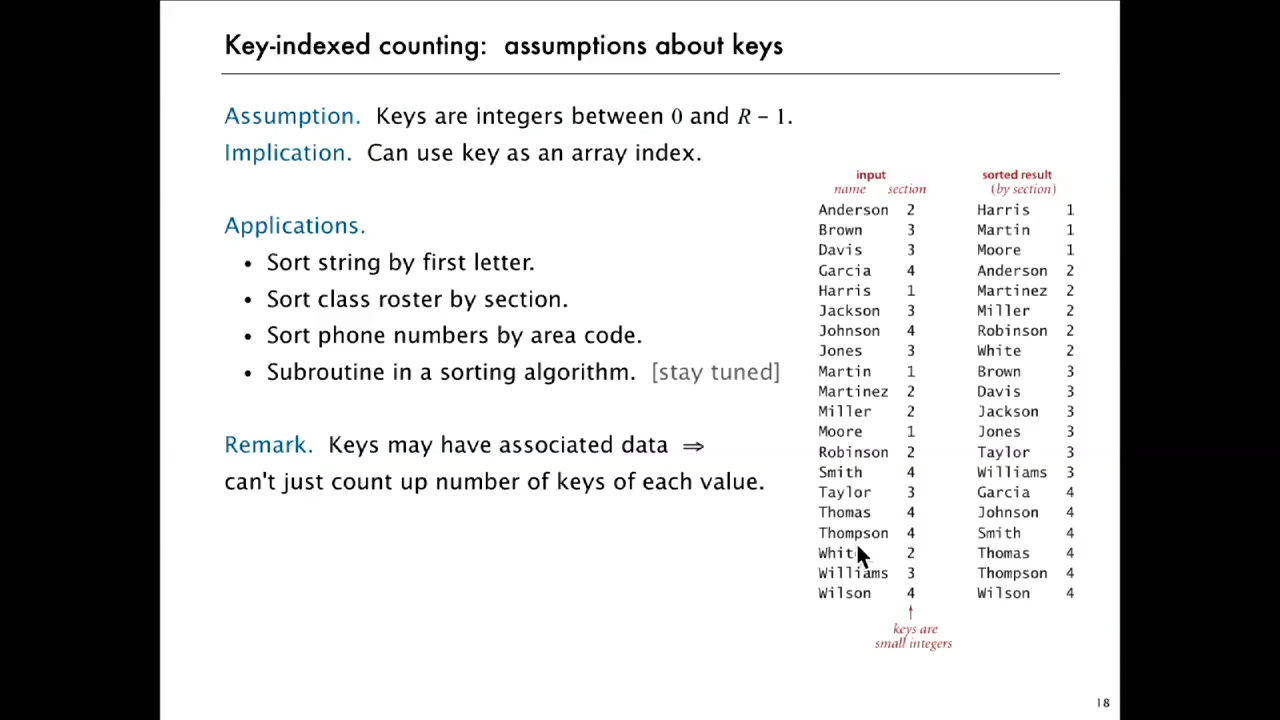 Key-indexed counting: assumptions about keys
Assumption. Keys are integers between 0 and R – 1.
Implication. Can use key as an array index.
Applications.
• Sort string by first letter.
• Sort class roster by section.
• Sort phone numbers by area code.
• Subroutine in a sorting algorithm. [stay tuned]
Remark. Keys may have associated data ⇒
can't just count up number of keys of each value.
input
name section
Anderson 2
Brown 3
Davis 3
Garcia 4
Harris 1
Jackson 3
Johnson 4
Jones 3
Martin 1
Martinez 2
Miller 2
Moore 1
Robinson 2
Smith 4
Taylor 3
Thomas 4
Thompson 4
White 2
Williams 3
Wilson 4
keys are
small integers
sorted result
(by section)
Harris 1
Martin 1
Moore 1
Anderson 2
Martinez 2
Miller 2
Robinson 2
White 2
Brown 3
Davis 3
Jackson 3
Jones 3
Taylor 3
Williams 3
Garcia 4
Johnson 4
Smith 4
Thomas 4
Thompson 4
Wilson 4
18